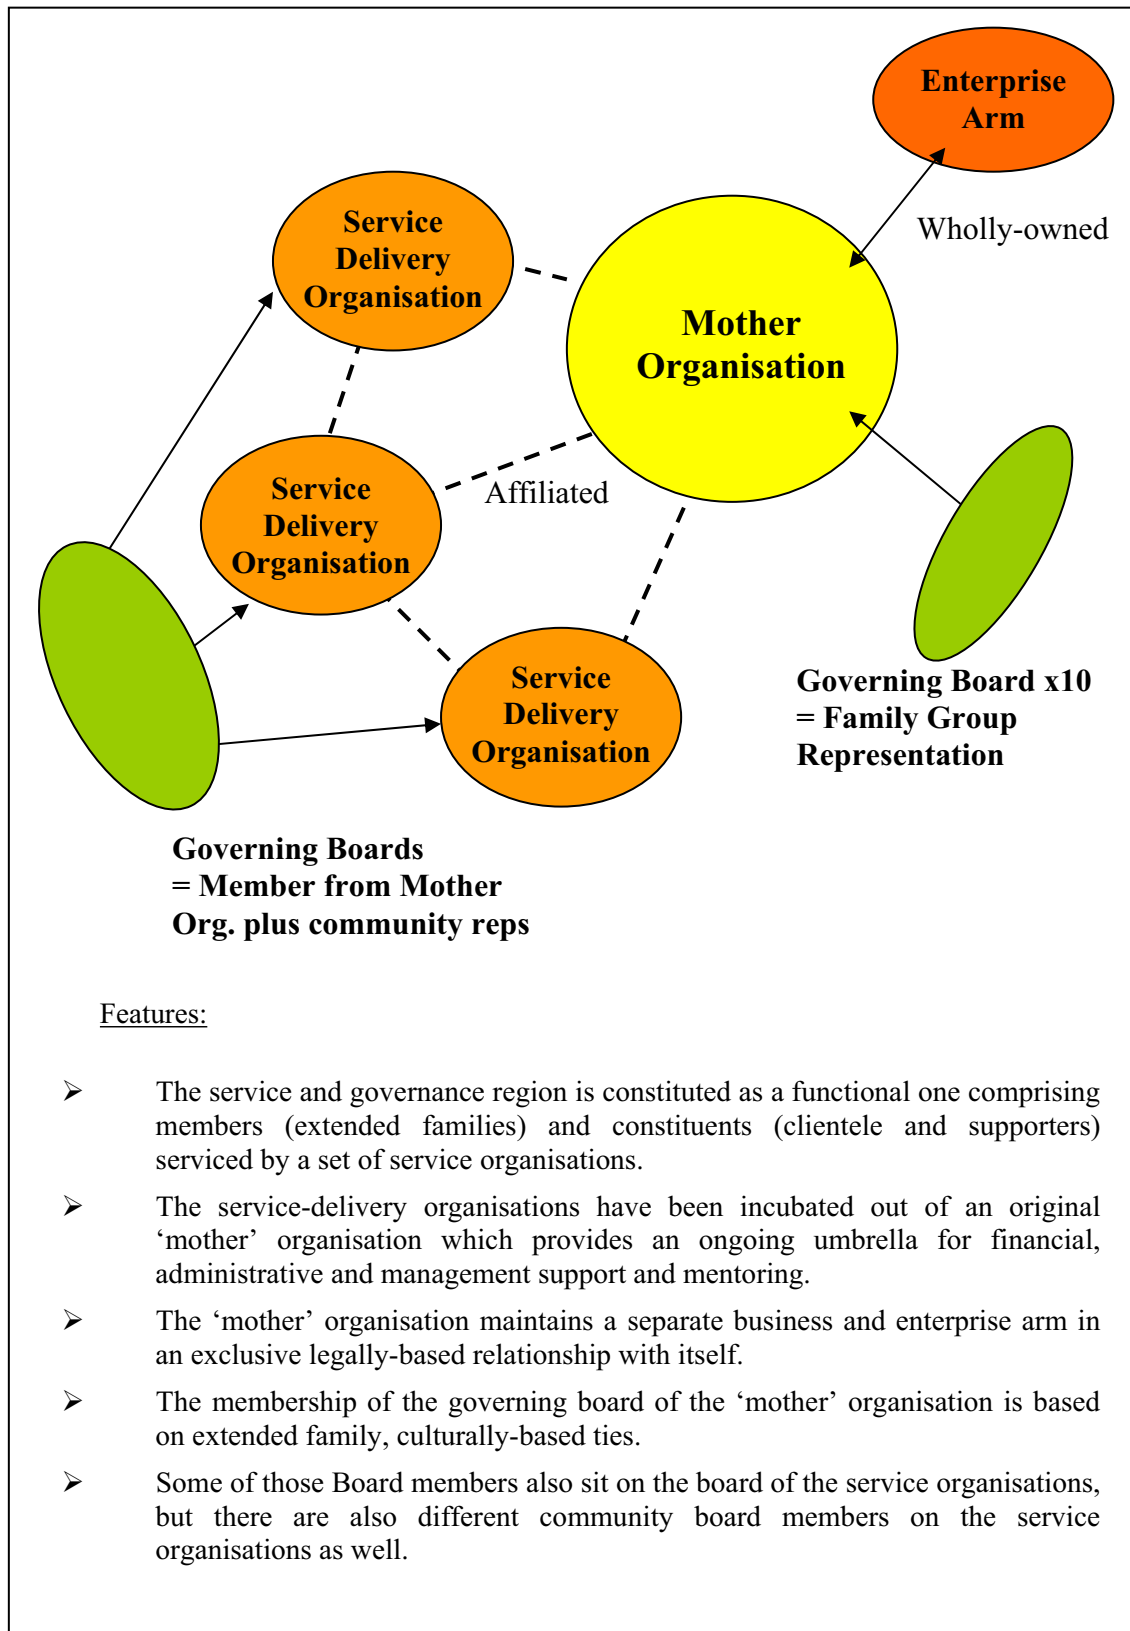 Enterprise
Arm
Wholly-owned
Service
Delivery
Organisation
Mother
Organisation
Service
Delivery
Organisation
Affiliated
Service
Delivery
Organisation
Governing Board x10
= Family Group
Representation
Governing Boards
= Member from Mother
Org. plus community reps
Features:
➢ The service and governance region is constituted as a functional one comprising
members (extended families) and constituents (clientele and supporters)
serviced by a set of service organisations.
➢ The service-delivery organisations have been incubated out of an original
‘mother’ organisation which provides an ongoing umbrella for financial,
administrative and management support and mentoring.
➢ The ‘mother’ organisation maintains a separate business and enterprise arm in
an exclusive legally-based relationship with itself.
➢ The membership of the governing board of the ‘mother’ organisation is based
on extended family, culturally-based ties.
➢ Some of those Board members also sit on the board of the service organisations,
but there are also different community board members on the service
organisations as well.